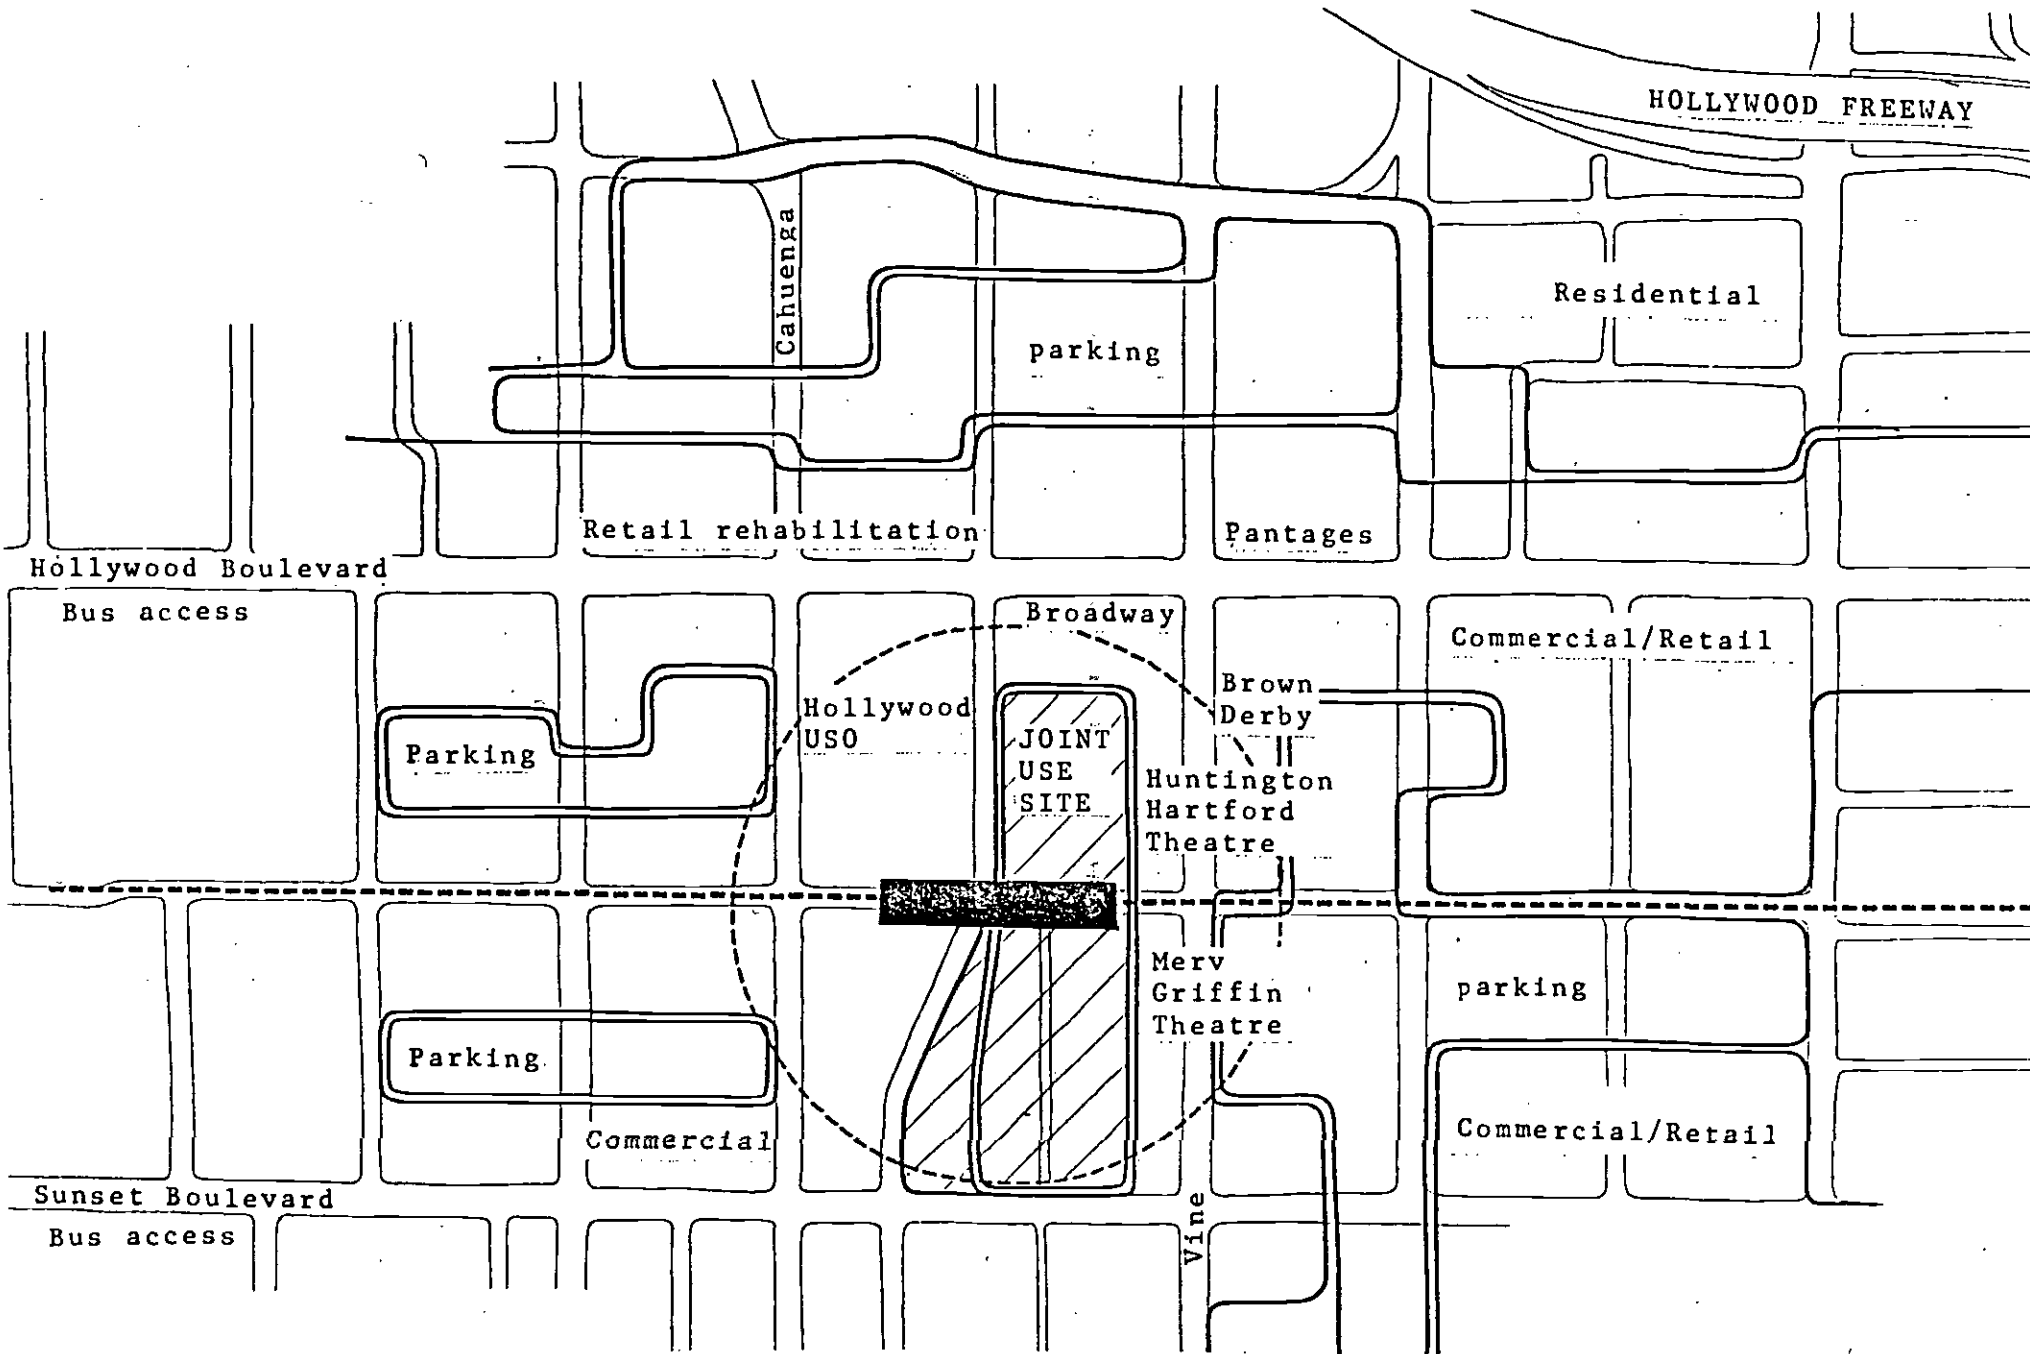 HOLLYWOOD FREEWAY
Cahuenga
Residential
parking
Retail rehabilitation
Pantages
Hollywood Boulevard
Bus access
Broadway
Commercial/Retail
Brown
Derby
Hollywood
USO
Parking
JOINT
USE
SITE
Huntington
Hartford
Theatre
Merv
Griffin
Theatre
parking
Parking
Commercial
Commercial/Retail
Sunset Boulevard
Bus access
Vine